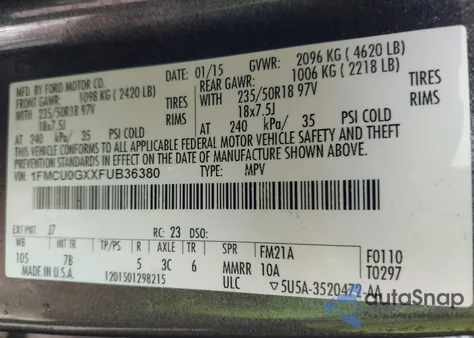 MFD. BY FORD MOTOR CO.
DATE: 01/15 GVWR: 2096 KG ( 4620 LB)
FRONT GAWR: 1098 KG ( 2420 LB) REAR GAWR: 1006 KG ( 2218 LB)
WITH 235/50R18 97V TIRES WITH 235/50R18 97V TIRES
18x7.5J RIMS 18x7.5J RIMS
AT 240 kPa/ 35 PSI COLD AT 240 kPa/ 35 PSI COLD
THIS VEHICLE CONFORMS TO ALL APPLICABLE FEDERAL MOTOR VEHICLE SAFETY AND THEFT
PREVENTION STANDARDS IN EFFECT ON THE DATE OF MANUFACTURE SHOWN ABOVE.
VIN: 1FMCU0GXXFUB36380 TYPE: MPV
EXT PNT: J7 RC: 23 DSO:
WB INT TR TP/PS R AXLE TR SPR FM21A F0110
105 7B 5 3C 6 MMRR 10A T0297
MADE IN U.S.A. 1201501298215 ULC ▽5U5A-3520472-AA
autoSnap